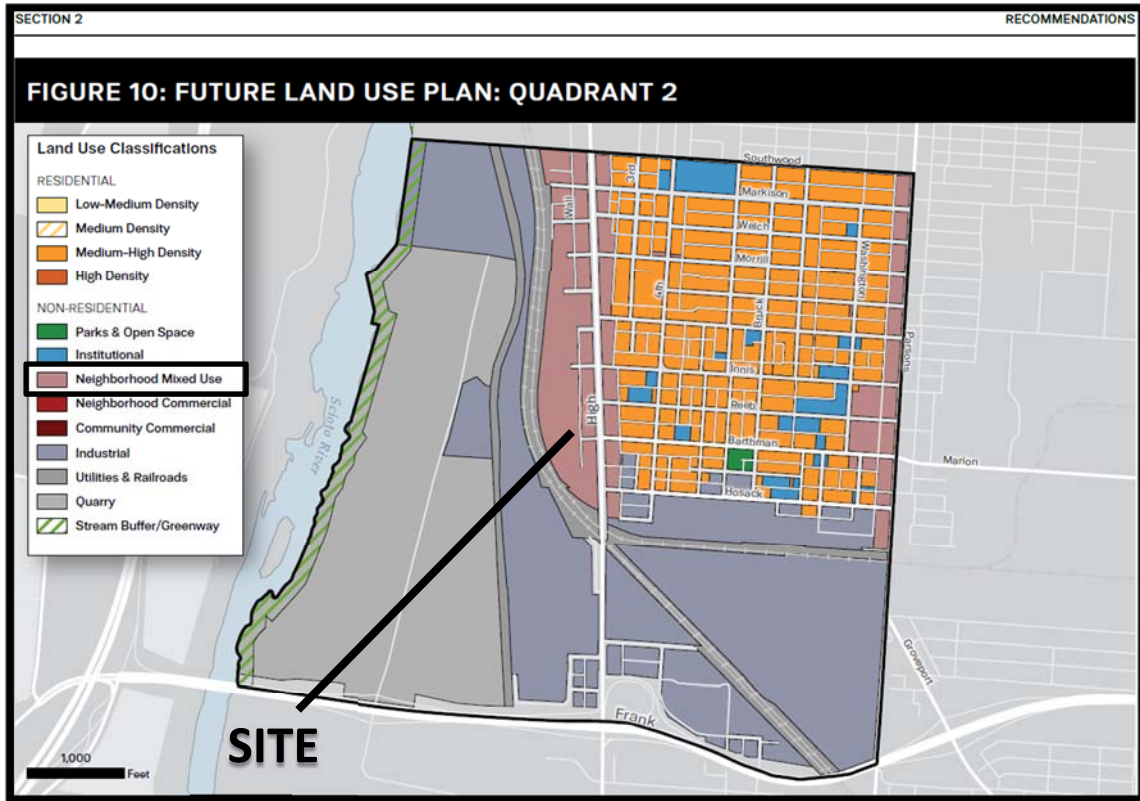 SECTION 2
RECOMMENDATIONS
FIGURE 10: FUTURE LAND USE PLAN: QUADRANT 2
Land Use Classifications
RESIDENTIAL
Low-Medium Density
Medium Density
Medium-High Density
High Density
NON-RESIDENTIAL
Parks & Open Space
Institutional
Neighborhood Mixed Use
Neighborhood Commercial
Community Commercial
Industrial
Utilities & Railroads
Quarry
Stream Buffer/Greenway
Southwood
3rd
Markison
Wall
Welch
Washington
Morrill
4th
Bruck
Parsons
Innis
High
Reeb
Scioto River
Barthman
Marion
Hosack
Groveport
Frank
SITE
1,000
Feet